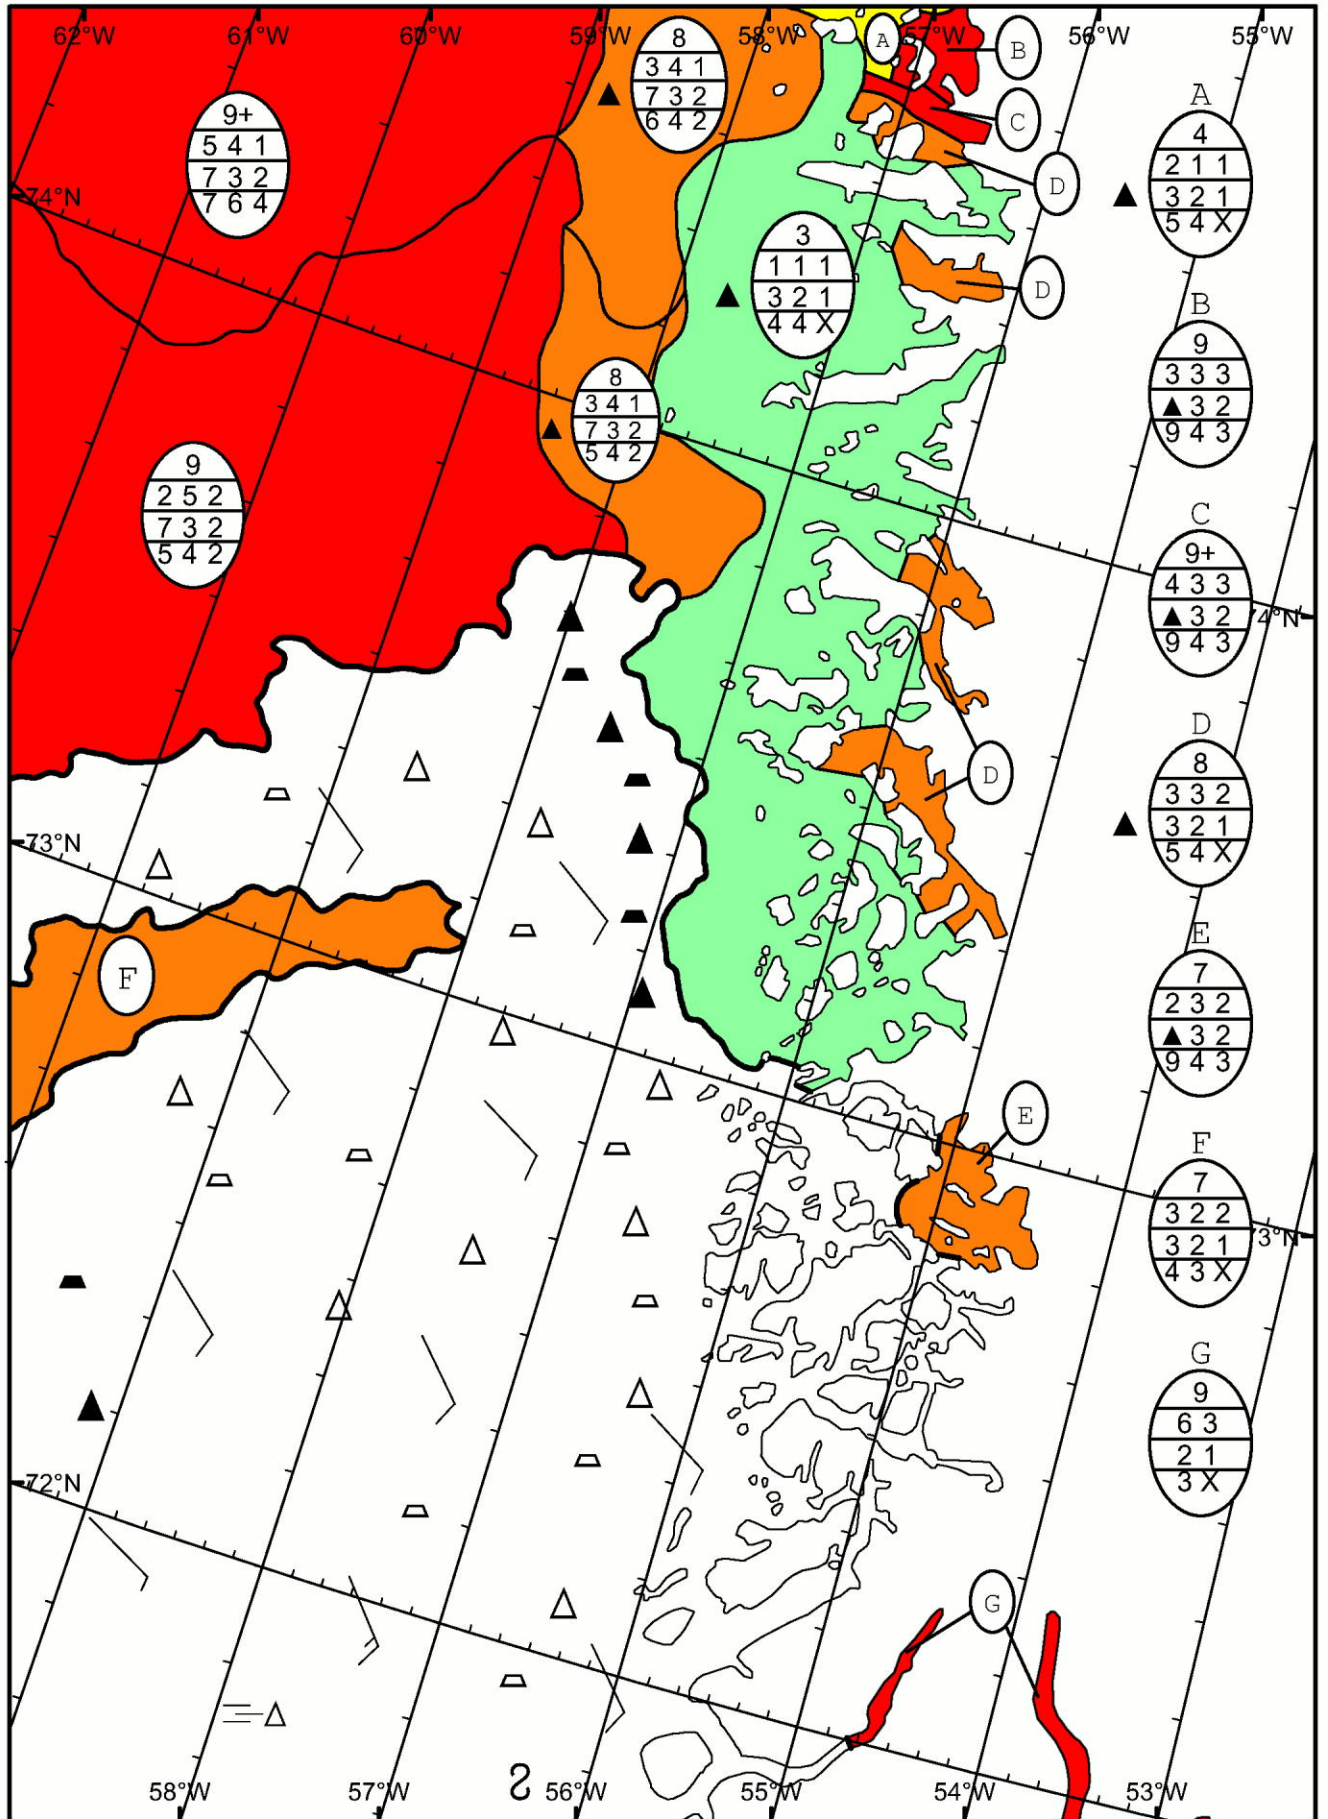 62°W 61°W 60°W 59°W 58°W 57°W 56°W 55°W
8
3 4 1
7 3 2
6 4 2
A
B
C
D
D
9+
5 4 1
7 3 2
7 6 4
74°N
3
1 1 1
3 2 1
4 4 X
8
3 4 1
7 3 2
5 4 2
9
2 5 2
7 3 2
5 4 2
D
73°N
F
E
72°N
G
A
4
2 1 1
3 2 1
5 4 X
B
9
3 3 3
▲ 3 2
9 4 3
C
9+
4 3 3
▲ 3 2
9 4 3
4°N
D
8
3 3 2
3 2 1
5 4 X
E
7
2 3 2
▲ 3 2
9 4 3
F
7
3 2 2
3 2 1
4 3 X
3°N
G
9
6 3
2 1
3 X
58°W 57°W 56°W 55°W 54°W 53°W